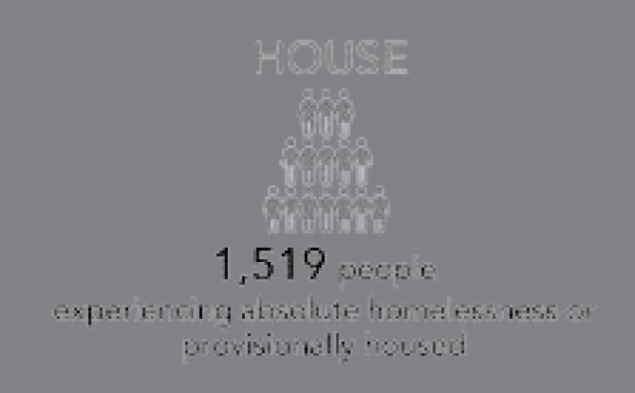 HOUSE
1,519 people
experiencing absolute homelessness or
provisionally housed